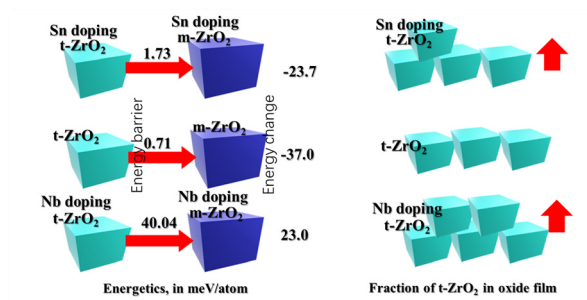 Sn doping
t-ZrO₂
1.73
Sn doping
m-ZrO₂
-23.7
t-ZrO₂
0.71
m-ZrO₂
-37.0
Energy barrier
Energy change
Nb doping
t-ZrO₂
40.04
Nb doping
m-ZrO₂
23.0
Energetics, in meV/atom
Sn doping
t-ZrO₂
t-ZrO₂
Nb doping
t-ZrO₂
Fraction of t-ZrO₂ in oxide film